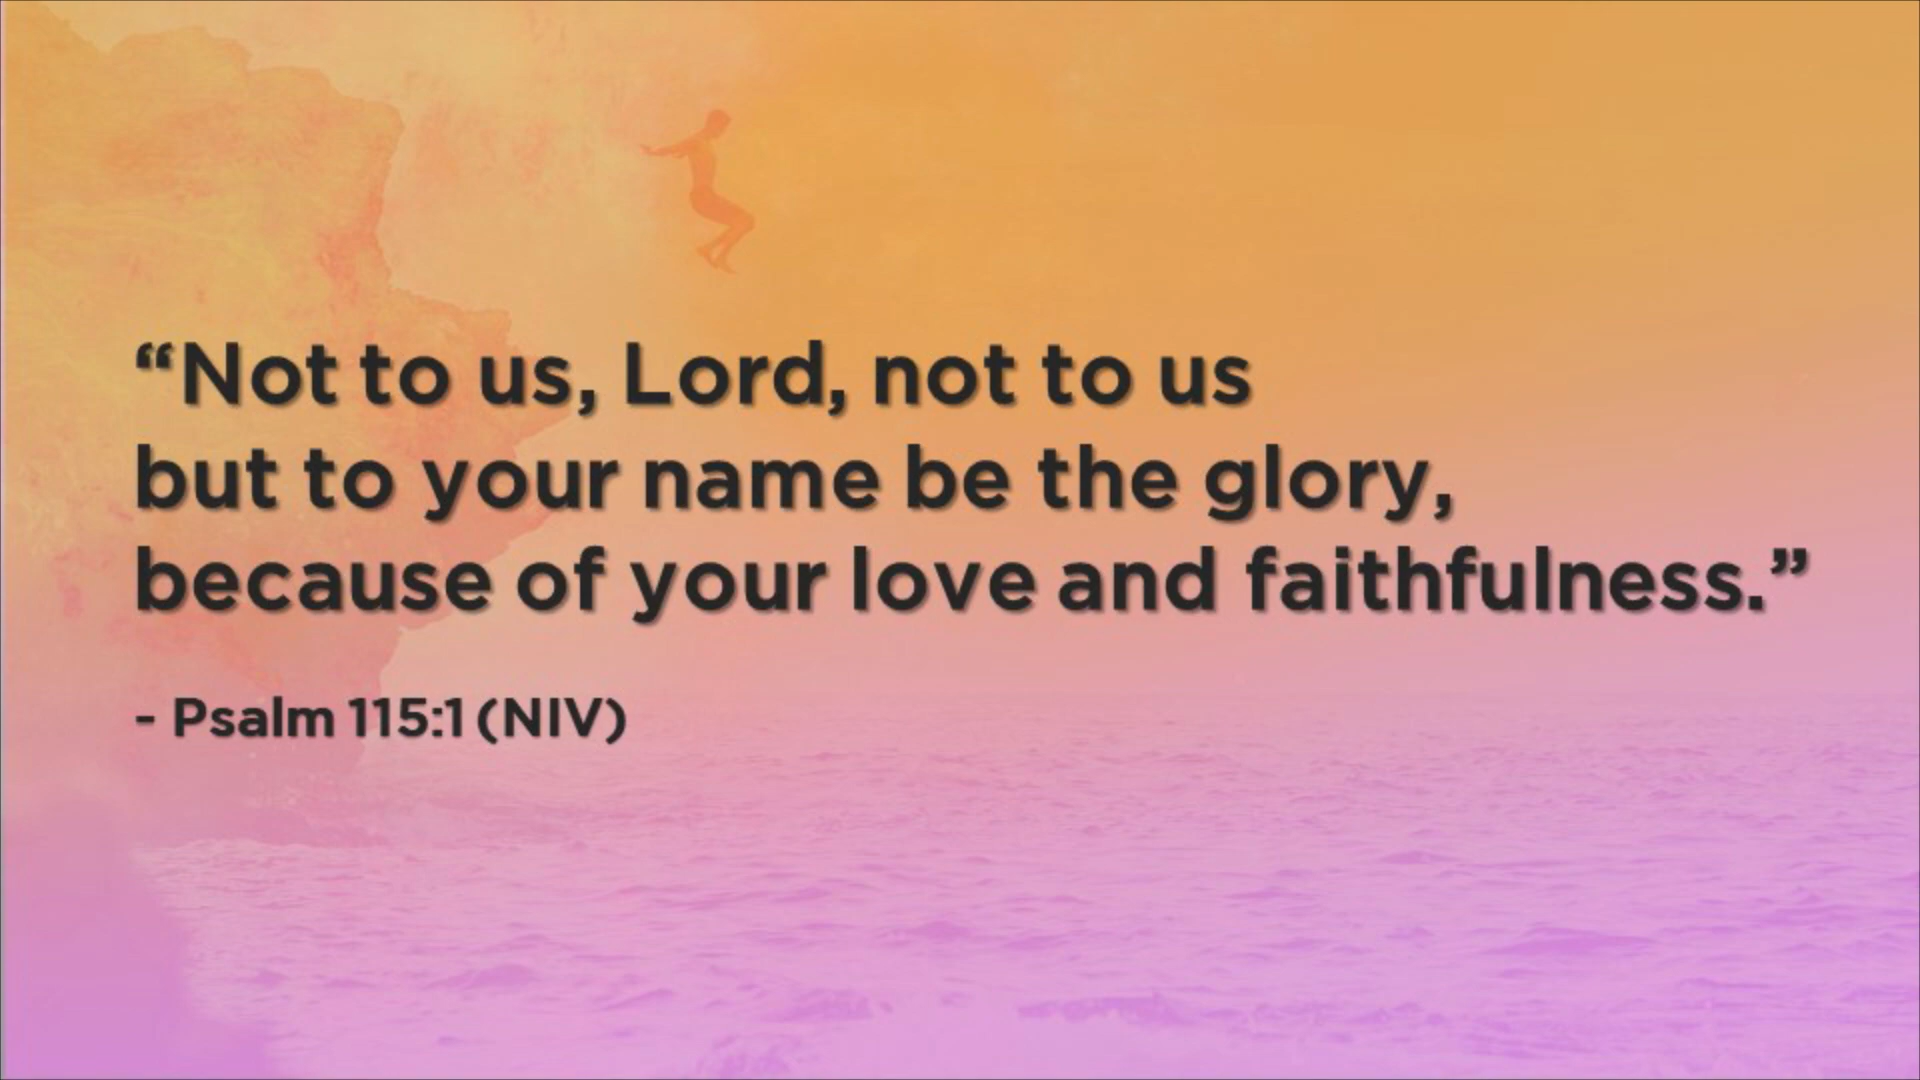 “Not to us, Lord, not to us
but to your name be the glory,
because of your love and faithfulness.”
- Psalm 115:1 (NIV)